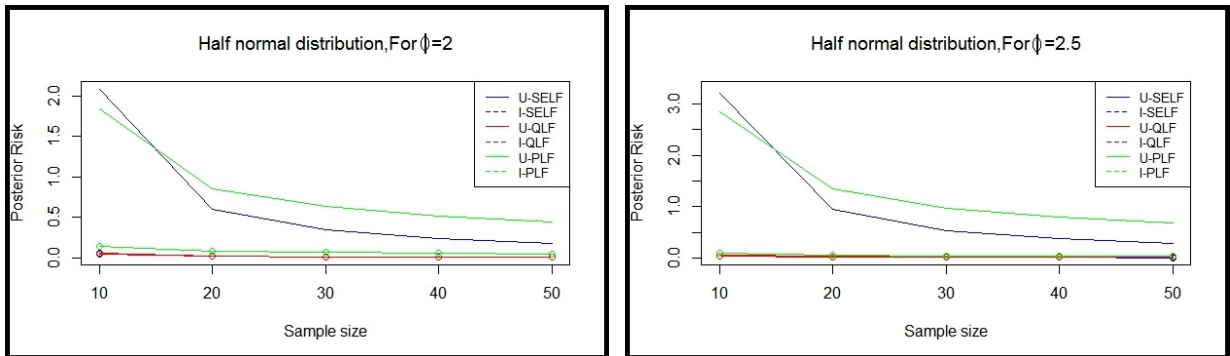 Half normal distribution,For ϕ=2
Posterior Risk
2.0
1.5
1.0
0.5
0.0
U-SELF
I-SELF
U-QLF
I-QLF
U-PLF
I-PLF
10 20 30 40 50
Sample size
Half normal distribution,For ϕ=2.5
Posterior Risk
3.0
2.0
1.0
0.0
U-SELF
I-SELF
U-QLF
I-QLF
U-PLF
I-PLF
10 20 30 40 50
Sample size